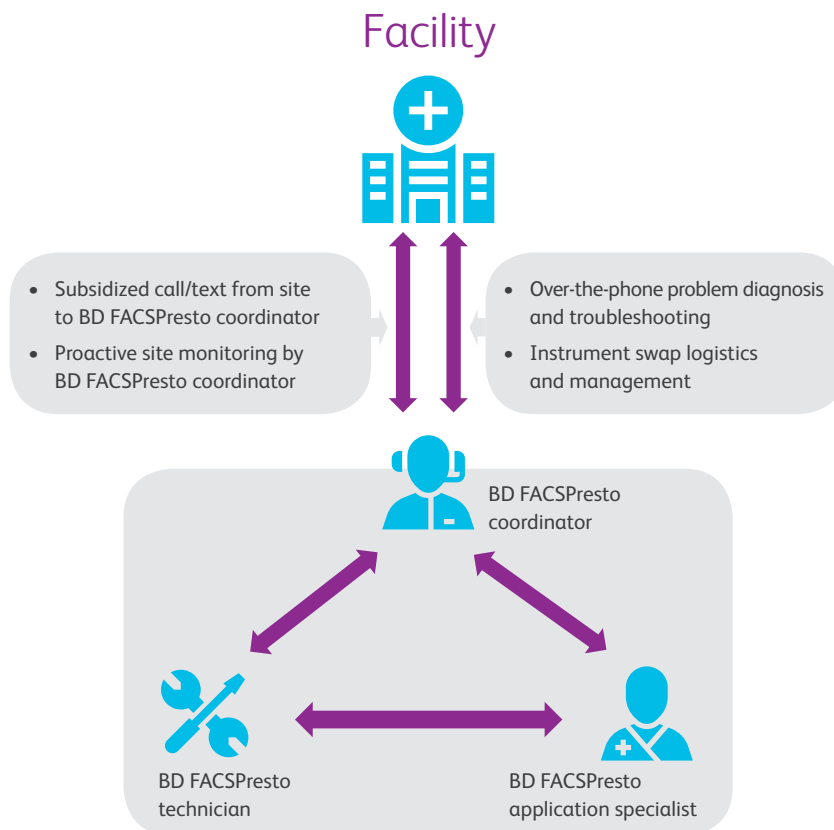 Facility
• Subsidized call/text from site
to BD FACSPresto coordinator
• Proactive site monitoring by
BD FACSPresto coordinator
• Over-the-phone problem diagnosis
and troubleshooting
• Instrument swap logistics
and management
BD FACSPresto
coordinator
BD FACSPresto
technician
BD FACSPresto
application specialist